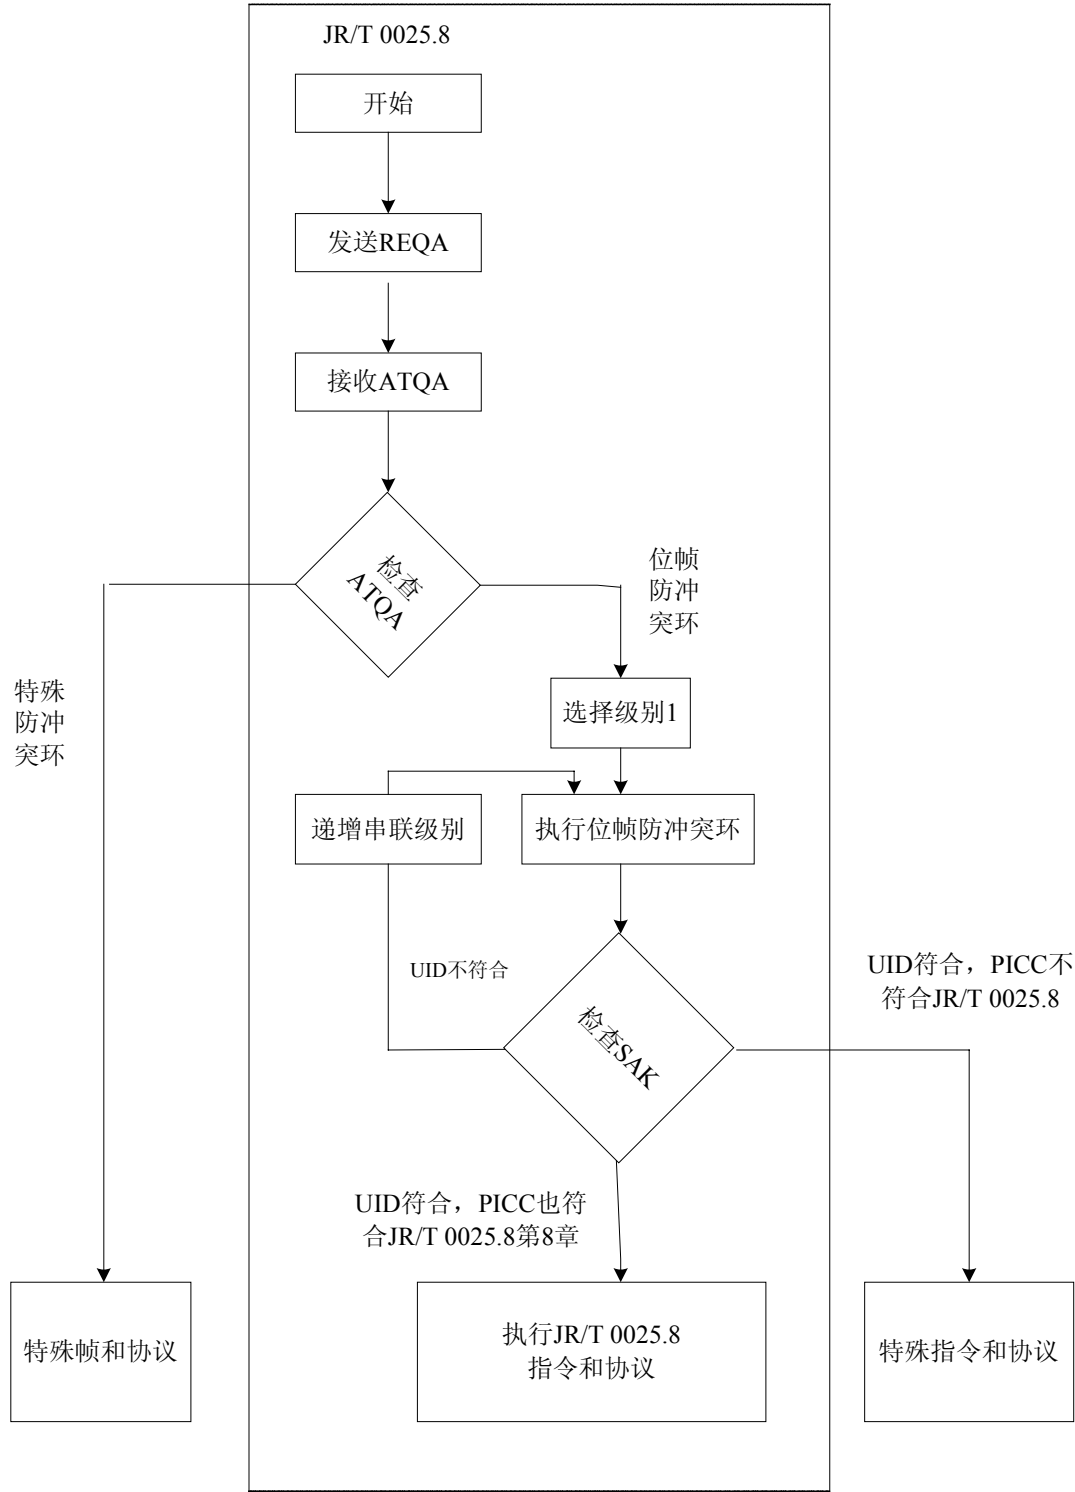 JR/T 0025.8
开始
发送REQA
接收ATQA
检查
ATQA
位帧
防冲
突环
特殊
防冲
突环
选择级别1
递增串联级别
执行位帧防冲突环
UID不符合
检查SAK
UID符合，PICC不
符合JR/T 0025.8
UID符合，PICC也符
合JR/T 0025.8第8章
特殊帧和协议
执行JR/T 0025.8
指令和协议
特殊指令和协议